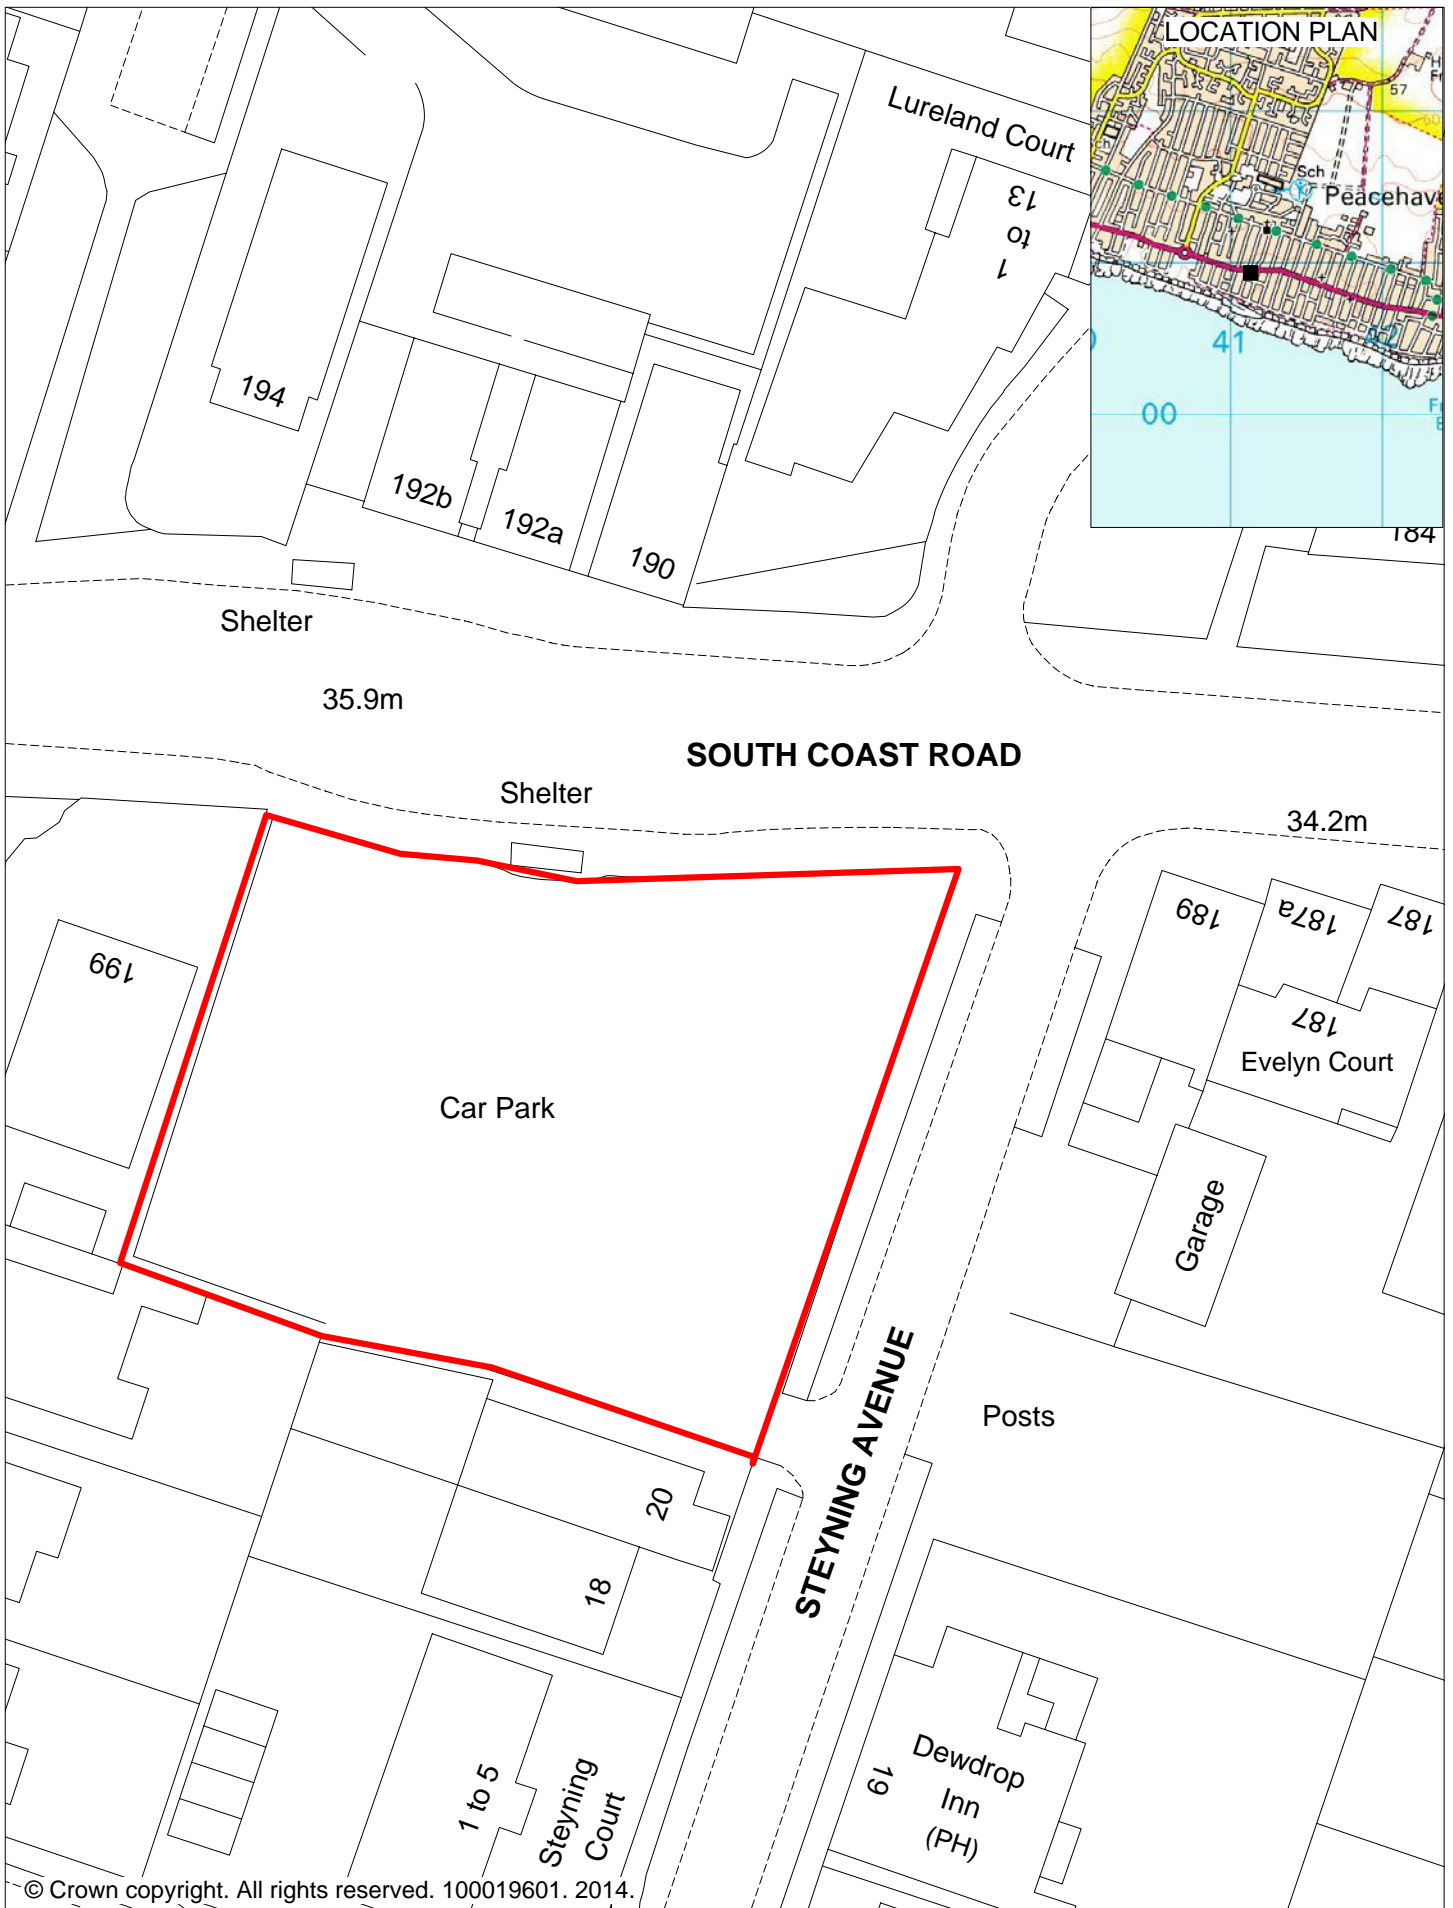 LOCATION PLAN
57
60
Sch
Peacehave
41
42
00
Lureland Court
1 to 13
194
192b
192a
190
184
Shelter
35.9m
SOUTH COAST ROAD
Shelter
34.2m
189
187a
187
187
Evelyn Court
199
Car Park
Garage
STEYNING AVENUE
Posts
20
18
1 to 5
Steyning
Court
19
Dewdrop
Inn
(PH)
© Crown copyright. All rights reserved. 100019601. 2014.